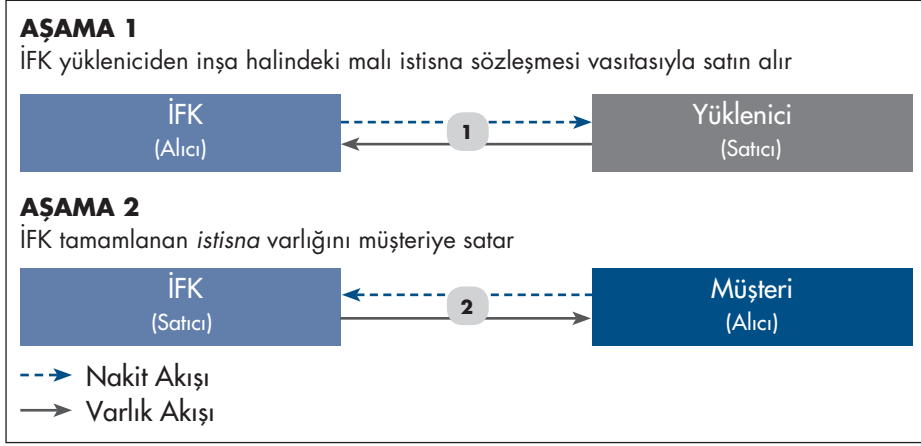 AŞAMA 1
İFK yükleniciden inşa halindeki malı istisna sözleşmesi vasıtasıyla satın alır
İFK
(Alıcı)
1
Yüklenici
(Satıcı)
AŞAMA 2
İFK tamamlanan istisna varlığını müşteriye satar
İFK
(Satıcı)
2
Müşteri
(Alıcı)
Nakit Akışı
Varlık Akışı